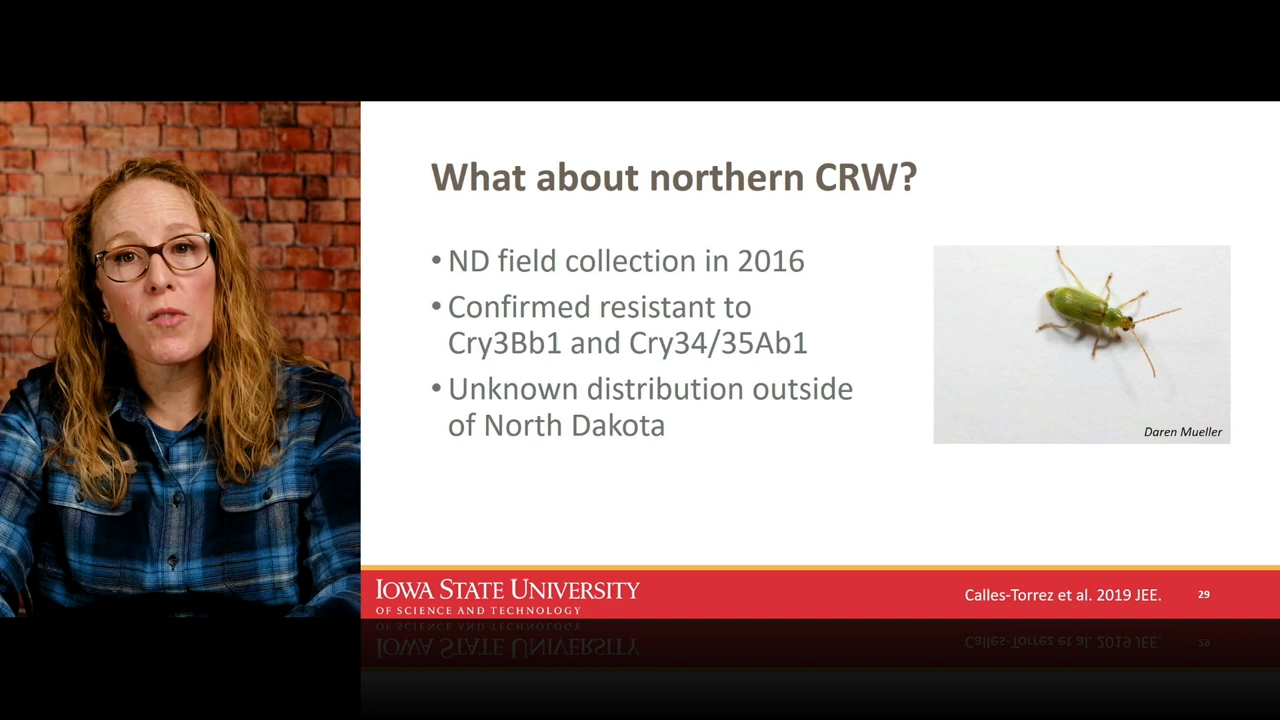 What about northern CRW?
• ND field collection in 2016
• Confirmed resistant to
Cry3Bb1 and Cry34/35Ab1
• Unknown distribution outside
of North Dakota
Daren Mueller
IOWA STATE UNIVERSITY
OF SCIENCE AND TECHNOLOGY
Calles-Torrez et al. 2019 JEE.
29